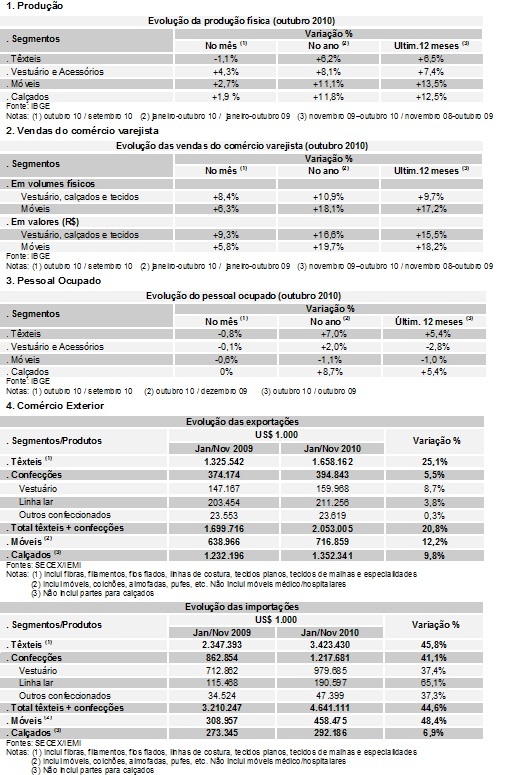 1. Produção
Evolução da produção física (outubro 2010)
. Segmentos Variação %
No mês (1) No ano (2) Ultim.12 meses (3)
. Têxteis -1,1% +6,2% +6,5%
. Vestuário e Acessórios +4,3% +8,1% +7,4%
. Móveis +2,7% +11,1% +13,5%
. Calçados +1,9 % +11,8% +12,5%
Fonte: IBGE
Notas: (1) outubro 10 / setembro 10 (2) janeiro-outubro 10 / janeiro-outubro 09 (3) novembro 09–outubro 10 / novembro 08-outubro 09
2. Vendas do comércio varejista
Evolução das vendas do comércio varejista (outubro 2010)
. Segmentos Variação %
No mês (1) No ano (2) Ultim.12 meses (3)
. Em volumes físicos
Vestuário, calçados e tecidos +8,4% +10,9% +9,7%
Móveis +6,3% +18,1% +17,2%
. Em valores (R$)
Vestuário, calçados e tecidos +9,3% +16,6% +15,5%
Móveis +5,8% +19,7% +18,2%
Fonte: IBGE
Notas: (1) outubro 10 / setembro 10 (2) janeiro-outubro 10 / janeiro-outubro 09 (3) novembro 09–outubro 10 / novembro 08-outubro 09
3. Pessoal Ocupado
Evolução do pessoal ocupado (outubro 2010)
. Segmentos Variação %
No mês (1) No ano (2) Últim. 12 meses (3)
. Têxteis -0,8% +7,0% +5,4%
. Vestuário e Acessórios -0,1% +2,0% -2,8%
. Móveis -0,6% -1,1% -1,0 %
. Calçados 0% +8,7% +5,4%
Fonte: IBGE
Notas: (1) outubro 10 / setembro 10 (2) outubro 10 / dezembro 09 (3) outubro 10 / outubro 09
4. Comércio Exterior
Evolução das exportações
. Segmentos/Produtos US$ 1.000 Variação %
Jan/Nov 2009 Jan/Nov 2010
. Têxteis (1) 1.325.542 1.658.162 25,1%
. Confecções 374.174 394.843 5,5%
Vestuário 147.167 159.968 8,7%
Linha lar 203.454 211.256 3,8%
Outros confeccionados 23.553 23.619 0,3%
. Total têxteis + confecções 1.699.716 2.053.005 20,8%
. Móveis (2) 638.966 716.859 12,2%
. Calçados (3) 1.232.196 1.352.341 9,8%
Fontes: SECEX/IEMI
Notas: (1) Inclui fibras, filamentos, fios fiados, linhas de costura, tecidos planos, tecidos de malhas e especialidades
(2) Inclui móveis, colchões, almofadas, pufes, etc. Não Inclui móveis médico/hospitalares
(3) Não Inclui partes para calçados
Evolução das importações
. Segmentos/Produtos US$ 1.000 Variação %
Jan/Nov 2009 Jan/Nov 2010
. Têxteis (1) 2.347.393 3.423.430 45,8%
. Confecções 862.854 1.217.681 41,1%
Vestuário 712.862 979.685 37,4%
Linha lar 115.468 190.597 65,1%
Outros confeccionados 34.524 47.399 37,3%
. Total têxteis + confecções 3.210.247 4.641.111 44,6%
. Móveis (2) 308.957 458.475 48,4%
. Calçados (3) 273.345 292.186 6,9%
Fontes: SECEX/IEMI
Notas: (1) Inclui fibras, filamentos, fios fiados, linhas de costura, tecidos planos, tecidos de malhas e especialidades
(2) Inclui móveis, colchões, almofadas, pufes, etc. Não Inclui móveis médico/hospitalares
(3) Não Inclui partes para calçados